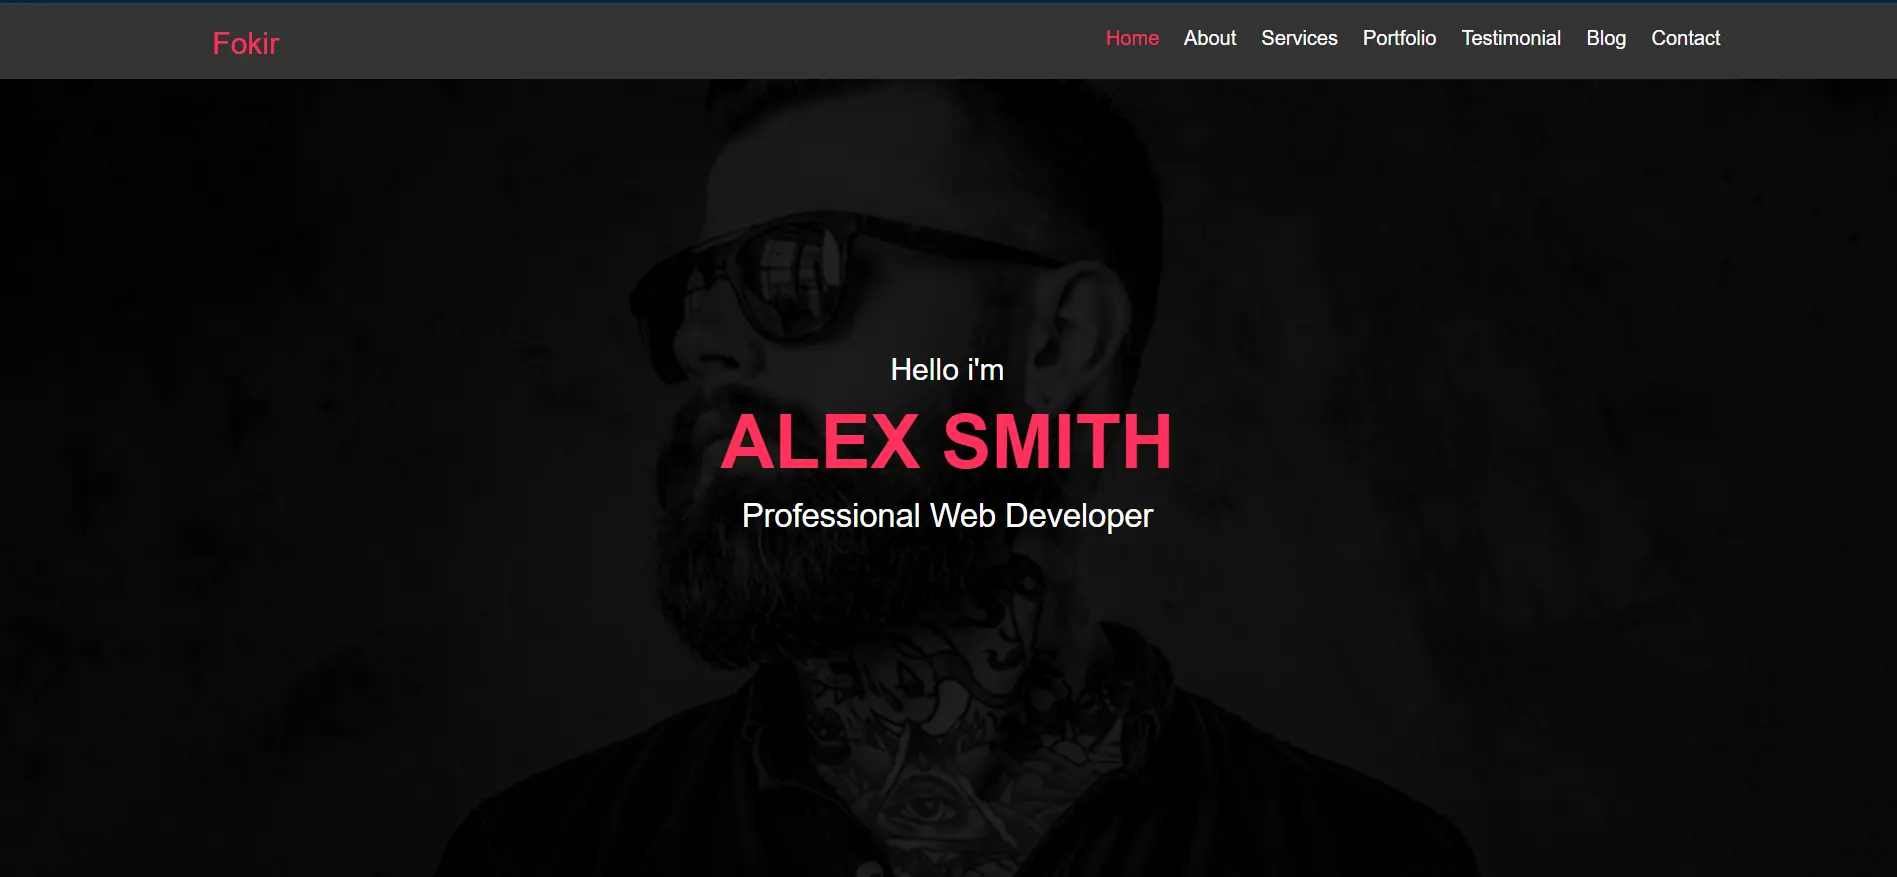 Fokir
Home About Services Portfolio Testimonial Blog Contact
Hello i'm
ALEX SMITH
Professional Web Developer